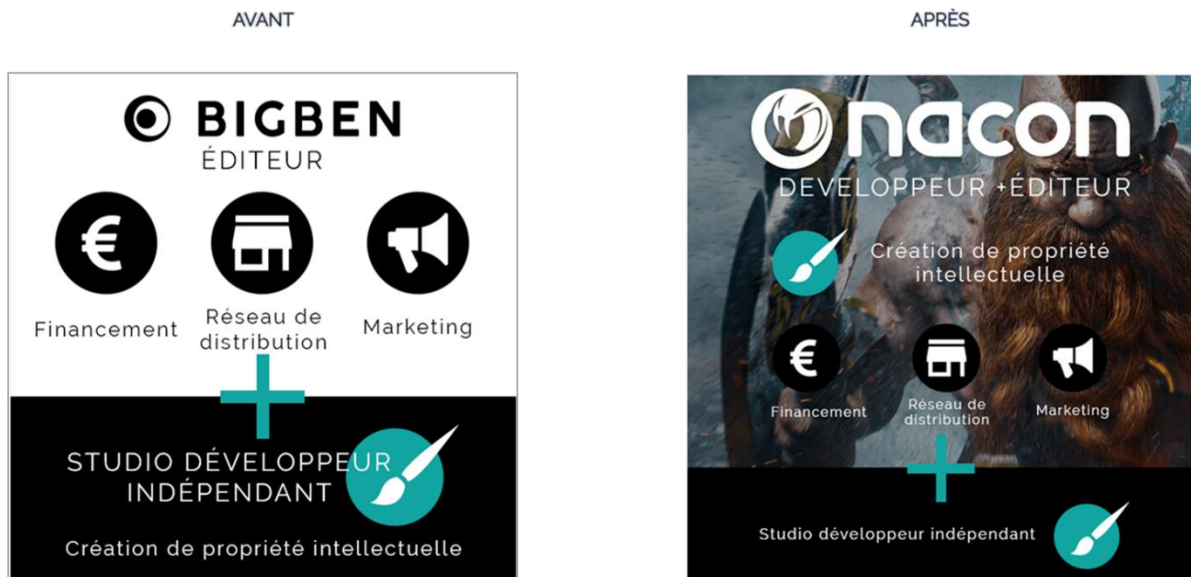 AVANT
BIGBEN
ÉDITEUR
€
Financement
Réseau de
distribution
Marketing
+
STUDIO DÉVELOPPEUR
INDÉPENDANT
Création de propriété intellectuelle
APRÈS
nacon
DEVELOPPEUR +ÉDITEUR
Création de propriété
intellectuelle
€
Financement
Réseau de
distribution
Marketing
+
Studio développeur indépendant